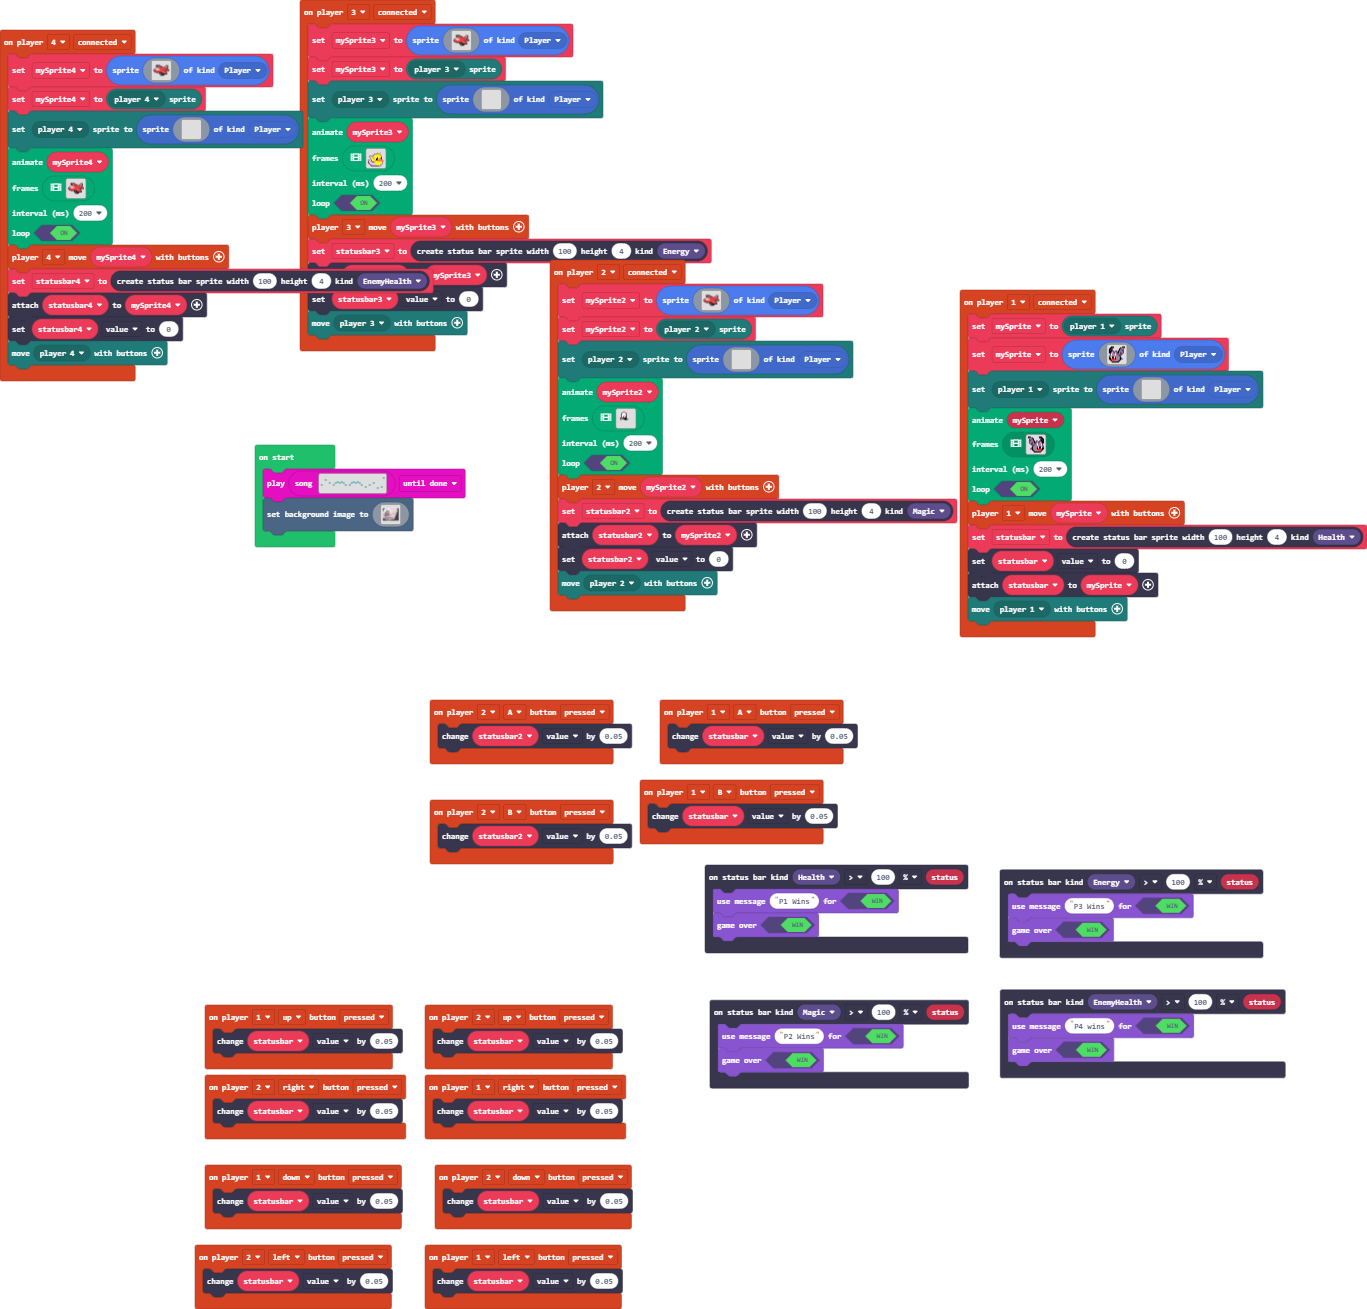 on player 4 connected
set mySprite4 to sprite of kind Player
set mySprite4 to player 4 sprite
set player 4 sprite to sprite of kind Player
animate mySprite4
frames
interval (ms) 200
loop ON
player 4 move mySprite4 with buttons
set statusbar4 to create status bar sprite width 100 height 4 kind EnemyHealth
attach statusbar4 to mySprite4
set statusbar4 value to 0
move player 4 with buttons
on player 3 connected
set mySprite3 to sprite of kind Player
set mySprite3 to player 3 sprite
set player 3 sprite to sprite of kind Player
animate mySprite3
frames
interval (ms) 200
loop ON
player 3 move mySprite3 with buttons
set statusbar3 to create status bar sprite width 100 height 4 kind Energy
ySprite3
set statusbar3 value to 0
move player 3 with buttons
on player 2 connected
set mySprite2 to sprite of kind Player
set mySprite2 to player 2 sprite
set player 2 sprite to sprite of kind Player
animate mySprite2
frames
interval (ms) 200
loop ON
player 2 move mySprite2 with buttons
set statusbar2 to create status bar sprite width 100 height 4 kind Magic
attach statusbar2 to mySprite2
set statusbar2 value to 0
move player 2 with buttons
on player 1 connected
set mySprite to player 1 sprite
set mySprite to sprite of kind Player
set player 1 sprite to sprite of kind Player
animate mySprite
frames
interval (ms) 200
loop ON
player 1 move mySprite with buttons
set statusbar to create status bar sprite width 100 height 4 kind Health
set statusbar value to 0
attach statusbar to mySprite
move player 1 with buttons
on start
play song until done
set background image to
on player 2 A button pressed
change statusbar2 value by 0.05
on player 1 A button pressed
change statusbar value by 0.05
on player 2 B button pressed
change statusbar2 value by 0.05
on player 1 B button pressed
change statusbar value by 0.05
on status bar kind Health > 100 % status
use message "P1 Wins" for WIN
game over WIN
on status bar kind Energy > 100 % status
use message "P3 Wins" for WIN
game over WIN
on status bar kind Magic > 100 % status
use message "P2 Wins" for WIN
game over WIN
on status bar kind EnemyHealth > 100 % status
use message "P4 wins" for WIN
game over WIN
on player 1 up button pressed
change statusbar value by 0.05
on player 2 up button pressed
change statusbar value by 0.05
on player 2 right button pressed
change statusbar value by 0.05
on player 1 right button pressed
change statusbar value by 0.05
on player 1 down button pressed
change statusbar value by 0.05
on player 2 down button pressed
change statusbar value by 0.05
on player 2 left button pressed
change statusbar value by 0.05
on player 1 left button pressed
change statusbar value by 0.05